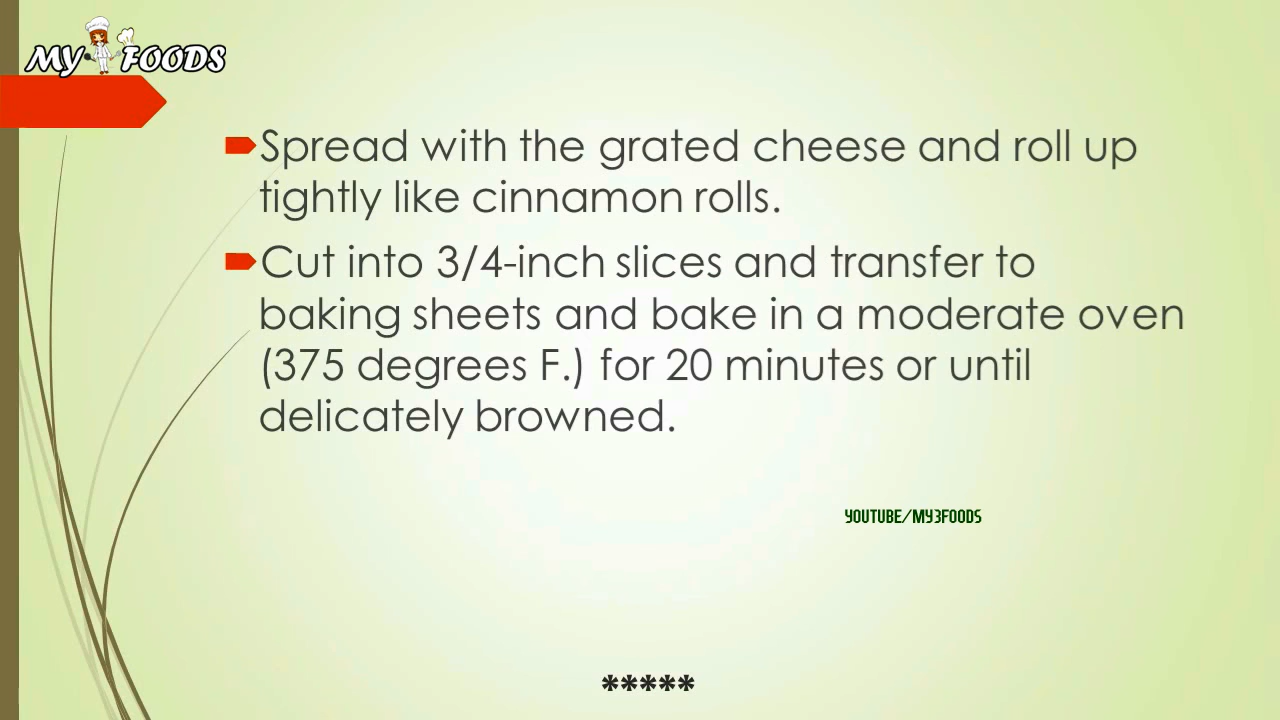 MY FOODS
Spread with the grated cheese and roll up
tightly like cinnamon rolls.
Cut into 3/4-inch slices and transfer to
baking sheets and bake in a moderate oven
(375 degrees F.) for 20 minutes or until
delicately browned.
YOUTUBE/MY3FOODS
*****